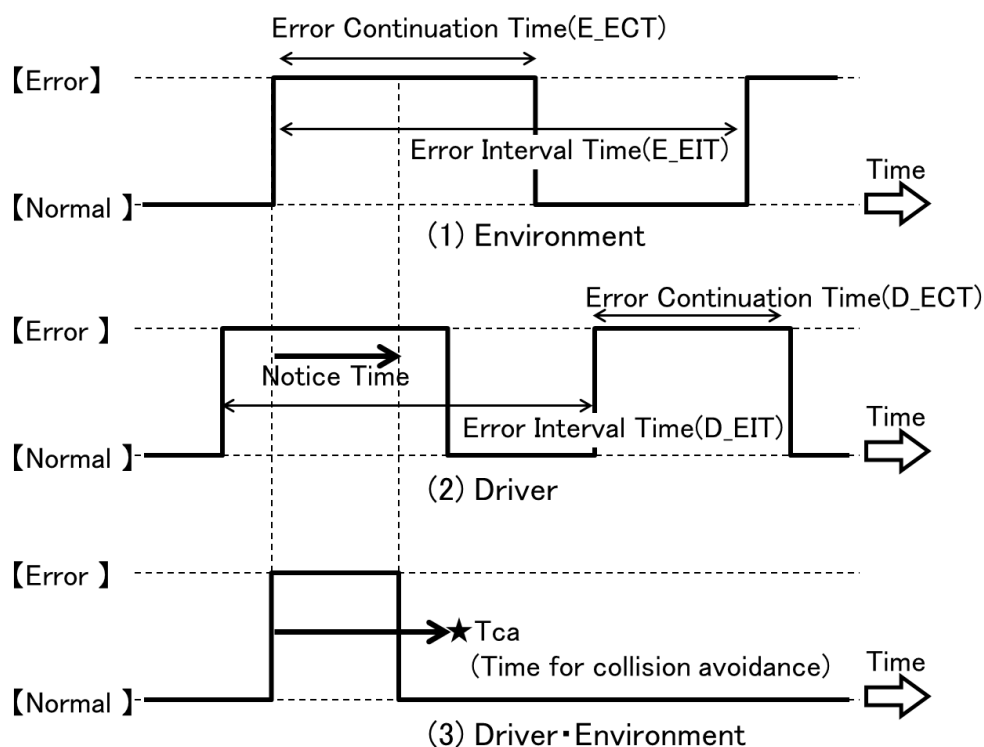 Error Continuation Time(E_ECT)
【Error】
Error Interval Time(E_EIT)
Time
【Normal 】
(1) Environment
Error Continuation Time(D_ECT)
【Error 】
Notice Time
Error Interval Time(D_EIT)
Time
【Normal 】
(2) Driver
【Error 】
★Tca
(Time for collision avoidance)
Time
【Normal 】
(3) Driver・Environment